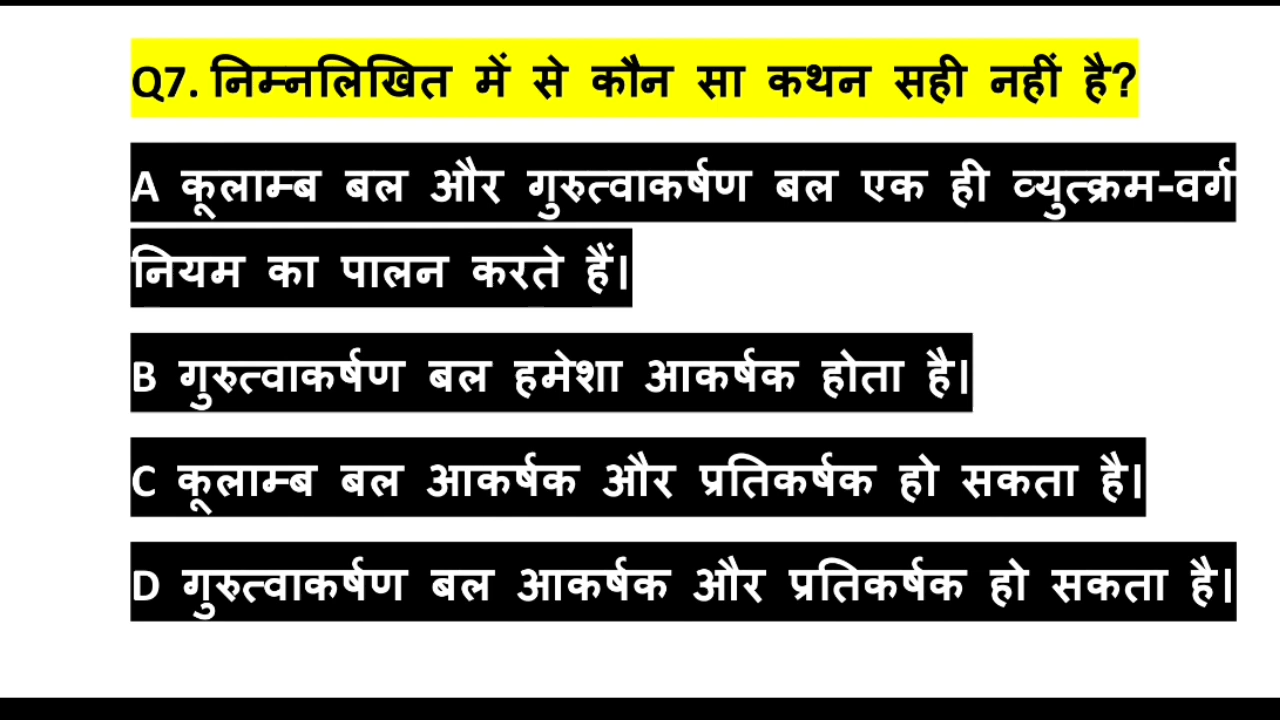 Q7. निम्नलिखित में से कौन सा कथन सही नहीं है?
A कूलाम्ब बल और गुरुत्वाकर्षण बल एक ही व्युत्क्रम-वर्ग
नियम का पालन करते हैं।
B गुरुत्वाकर्षण बल हमेशा आकर्षक होता है।
C कूलाम्ब बल आकर्षक और प्रतिकर्षक हो सकता है।
D गुरुत्वाकर्षण बल आकर्षक और प्रतिकर्षक हो सकता है।